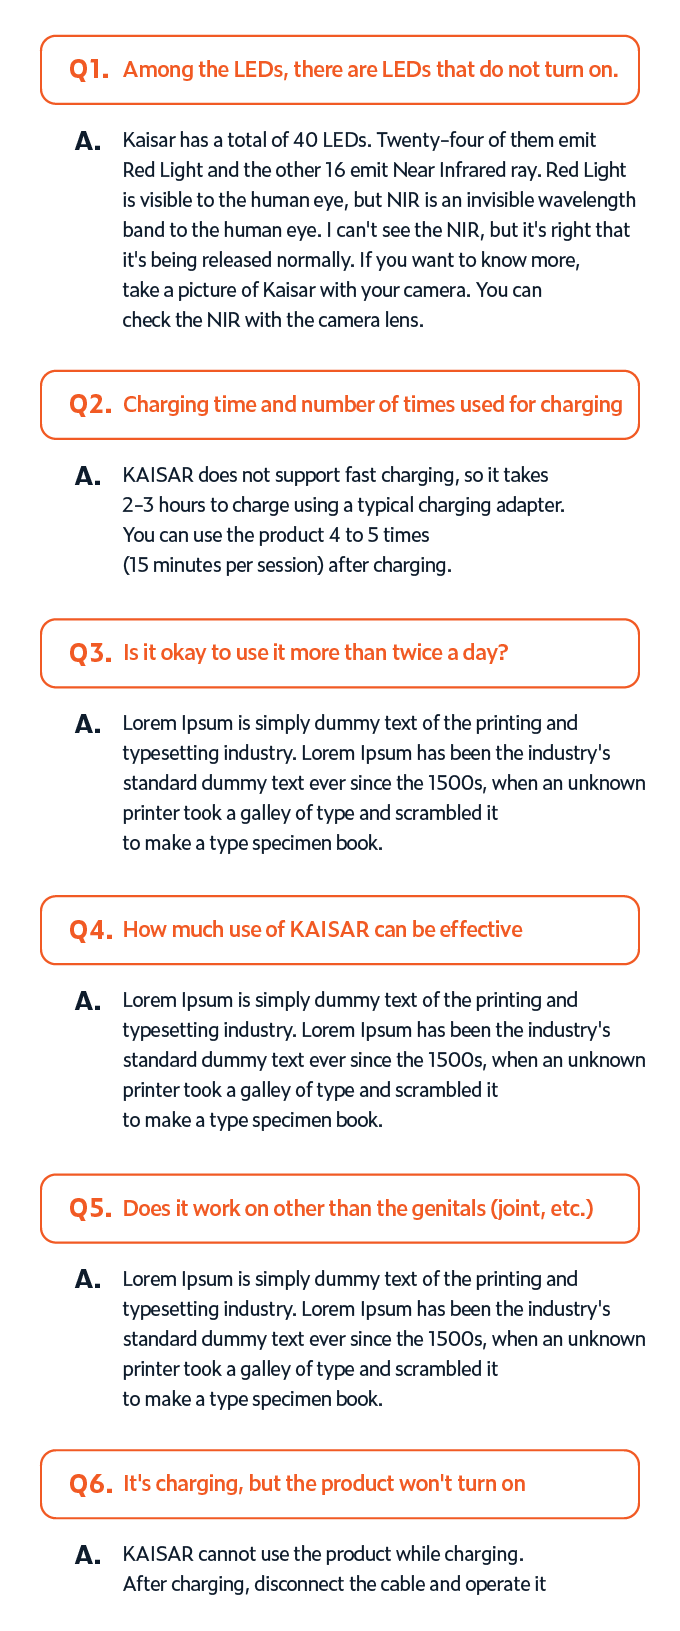 Q1. Among the LEDs, there are LEDs that do not turn on.
A. Kaisar has a total of 40 LEDs. Twenty-four of them emit
Red Light and the other 16 emit Near Infrared ray. Red Light
is visible to the human eye, but NIR is an invisible wavelength
band to the human eye. I can't see the NIR, but it's right that
it's being released normally. If you want to know more,
take a picture of Kaisar with your camera. You can
check the NIR with the camera lens.
Q2. Charging time and number of times used for charging
A. KAISAR does not support fast charging, so it takes
2-3 hours to charge using a typical charging adapter.
You can use the product 4 to 5 times
(15 minutes per session) after charging.
Q3. Is it okay to use it more than twice a day?
A. Lorem Ipsum is simply dummy text of the printing and
typesetting industry. Lorem Ipsum has been the industry's
standard dummy text ever since the 1500s, when an unknown
printer took a galley of type and scrambled it
to make a type specimen book.
Q4. How much use of KAISAR can be effective
A. Lorem Ipsum is simply dummy text of the printing and
typesetting industry. Lorem Ipsum has been the industry's
standard dummy text ever since the 1500s, when an unknown
printer took a galley of type and scrambled it
to make a type specimen book.
Q5. Does it work on other than the genitals (joint, etc.)
A. Lorem Ipsum is simply dummy text of the printing and
typesetting industry. Lorem Ipsum has been the industry's
standard dummy text ever since the 1500s, when an unknown
printer took a galley of type and scrambled it
to make a type specimen book.
Q6. It's charging, but the product won't turn on
A. KAISAR cannot use the product while charging.
After charging, disconnect the cable and operate it